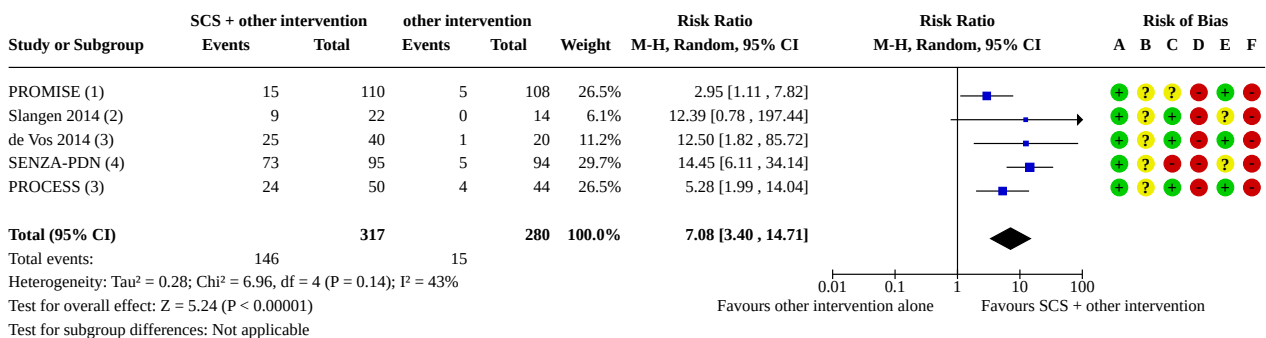 SCS + other intervention other intervention Risk Ratio Risk Ratio Risk of Bias
Study or Subgroup Events Total Events Total Weight M-H, Random, 95% CI M-H, Random, 95% CI A B C D E F
PROMISE (1) 15 110 5 108 26.5% 2.95 [1.11 , 7.82] + ? ? - + -
Slangen 2014 (2) 9 22 0 14 6.1% 12.39 [0.78 , 197.44] + ? + - ? -
de Vos 2014 (3) 25 40 1 20 11.2% 12.50 [1.82 , 85.72] + ? + - + -
SENZA-PDN (4) 73 95 5 94 29.7% 14.45 [6.11 , 34.14] + ? - - ? -
PROCESS (3) 24 50 4 44 26.5% 5.28 [1.99 , 14.04] + ? + - + -
Total (95% CI) 317 280 100.0% 7.08 [3.40 , 14.71]
Total events: 146 15
Heterogeneity: Tau² = 0.28; Chi² = 6.96, df = 4 (P = 0.14); I² = 43%
0.01 0.1 1 10 100
Test for overall effect: Z = 5.24 (P < 0.00001) Favours other intervention alone Favours SCS + other intervention
Test for subgroup differences: Not applicable